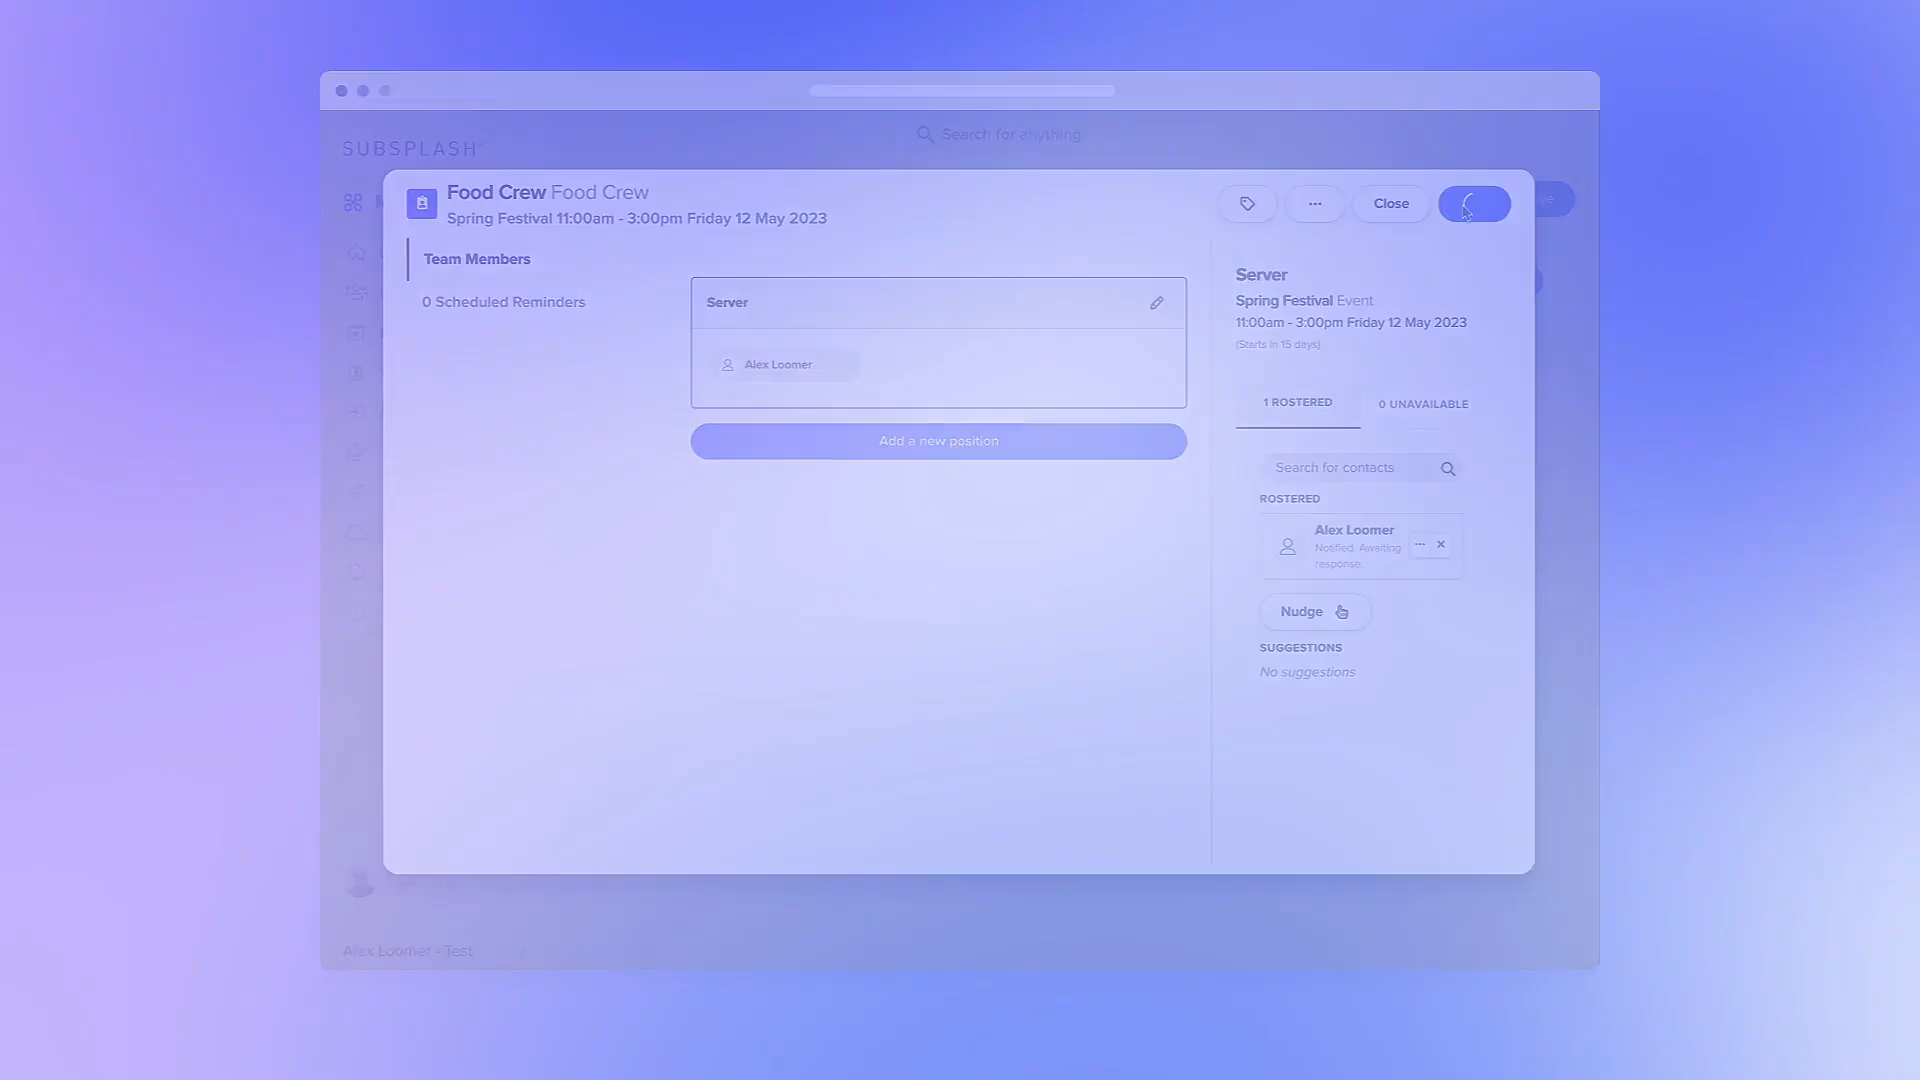 Search for anything
SUBSPLASH
Food Crew Food Crew
Spring Festival 11:00am - 3:00pm Friday 12 May 2023
...
Close
Team Members
0 Scheduled Reminders
Server
Alex Loomer
Add a new position
Server
Spring Festival Event
11:00am - 3:00pm Friday 12 May 2023
(Starts in 15 days)
1 ROSTERED
0 UNAVAILABLE
Search for contacts
ROSTERED
Alex Loomer
Notified. Awaiting
response.
Nudge
SUGGESTIONS
No suggestions
Alex Loomer - Test